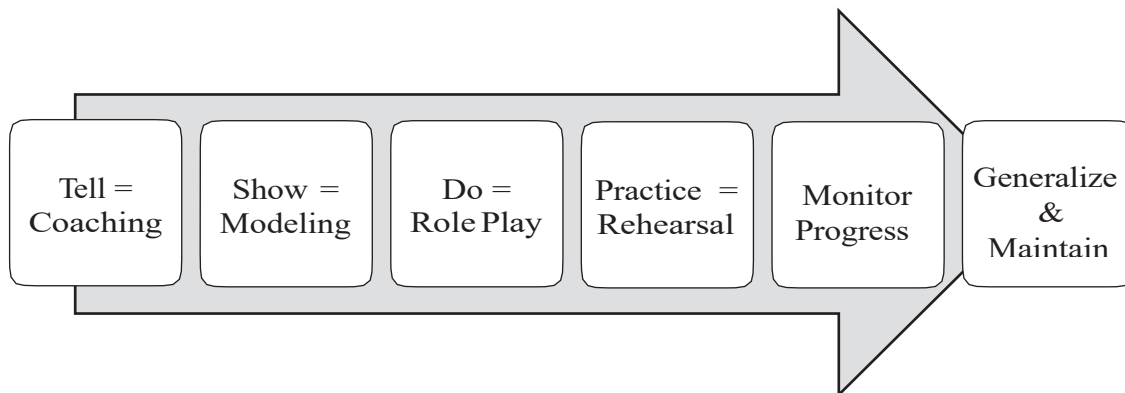 Tell =
Coaching
Show =
Modeling
Do =
Role Play
Practice =
Rehearsal
Monitor
Progress
Generalize
&
Maintain